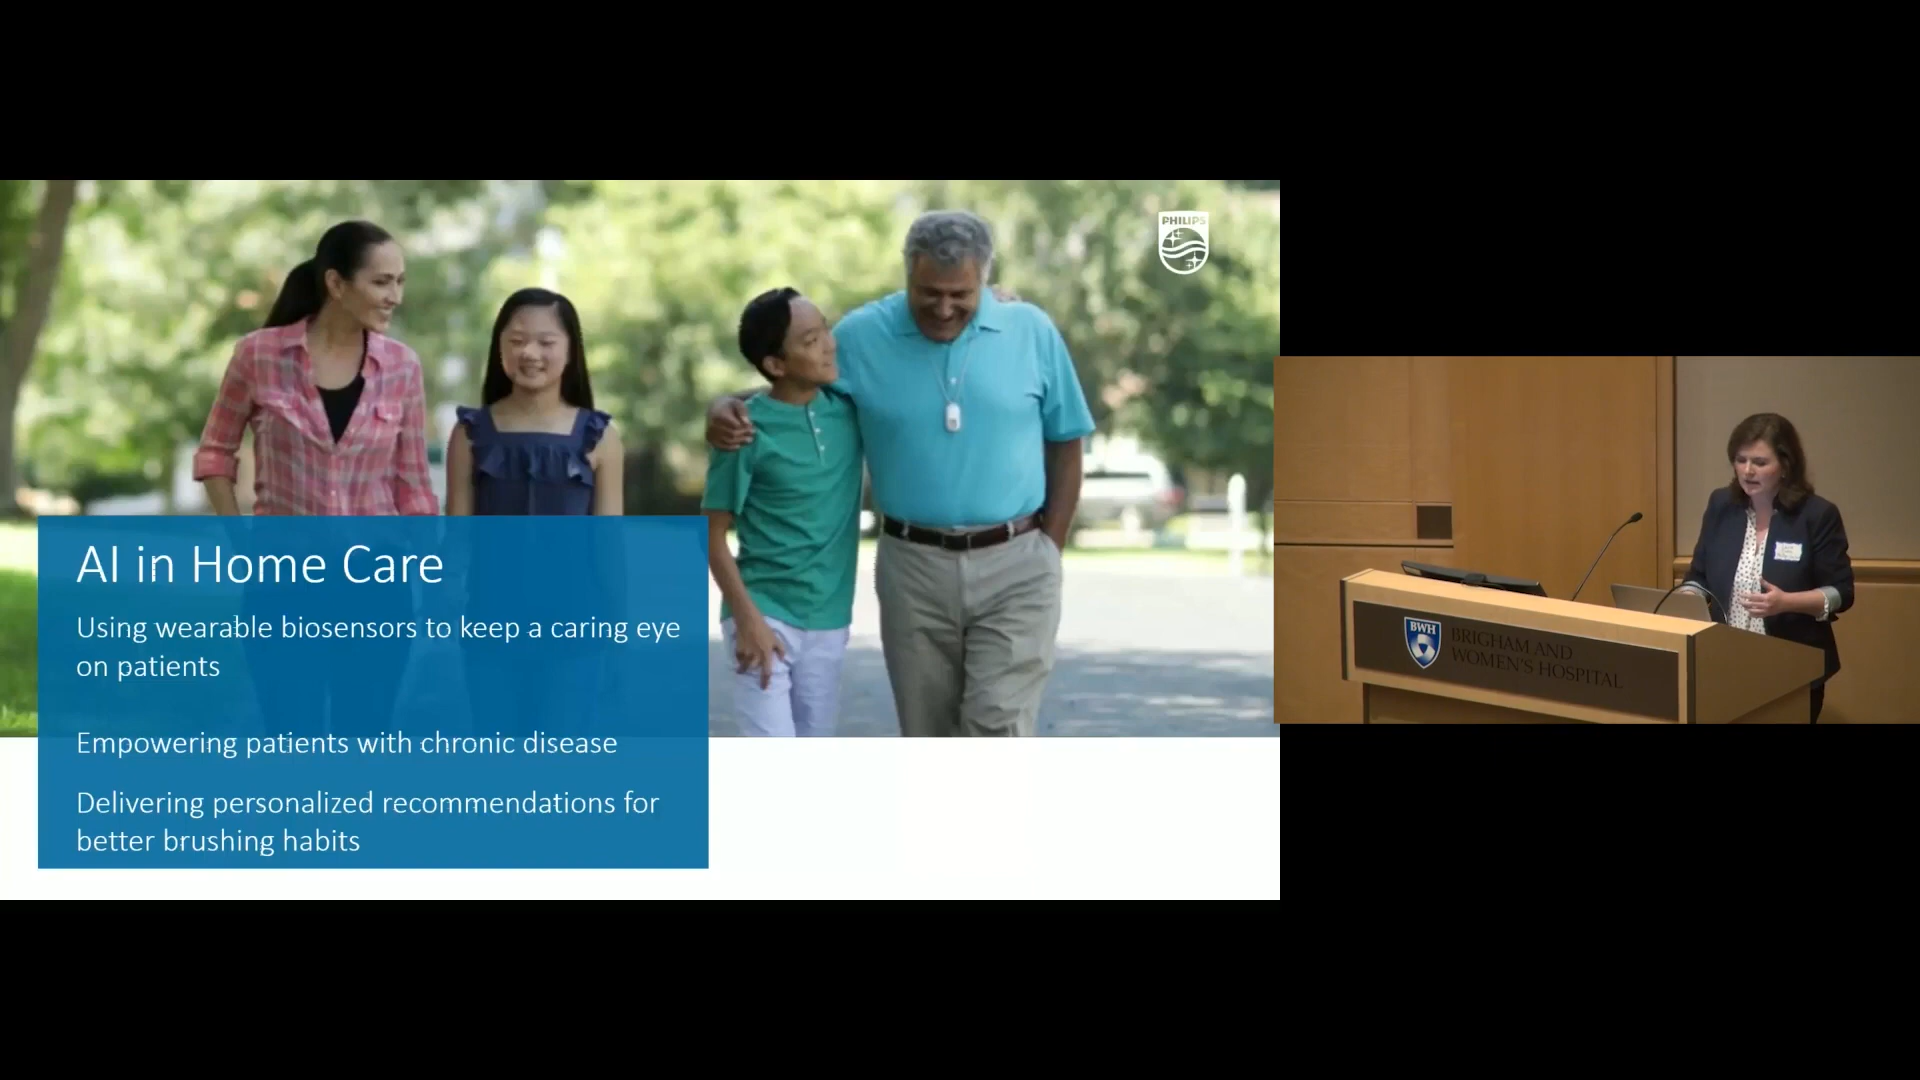 PHILIPS
AI in Home Care
Using wearable biosensors to keep a caring eye
on patients
Empowering patients with chronic disease
Delivering personalized recommendations for
better brushing habits
BWH
BRIGHAM AND
WOMEN'S HOSPITAL